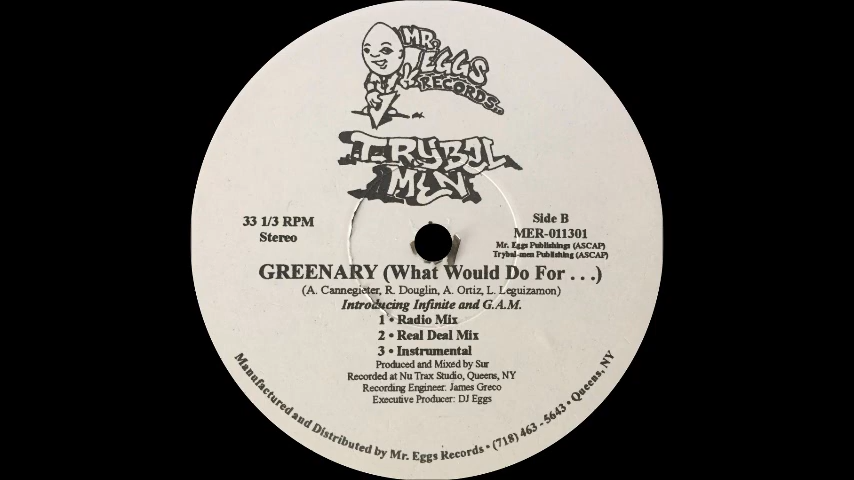 MR. EGGS RECORDS..
TRYBAL MEN
33 1/3 RPM
Stereo
Side B
MER-011301
Mr. Eggs Publishings (ASCAP)
Trybal-men Publishing (ASCAP)
GREENARY (What Would Do For . . .)
(A. Cannegieter, R. Douglin, A. Ortiz, L. Leguizamon)
Introducing Infinite and G.A.M.
1 • Radio Mix
2 • Real Deal Mix
3 • Instrumental
Produced and Mixed by Sur
Recorded at Nu Trax Studio, Queens, NY
Recording Engineer: James Greco
Executive Producer: DJ Eggs
Manufactured and Distributed by Mr. Eggs Records • (718) 463 - 5643 • Queens, NY